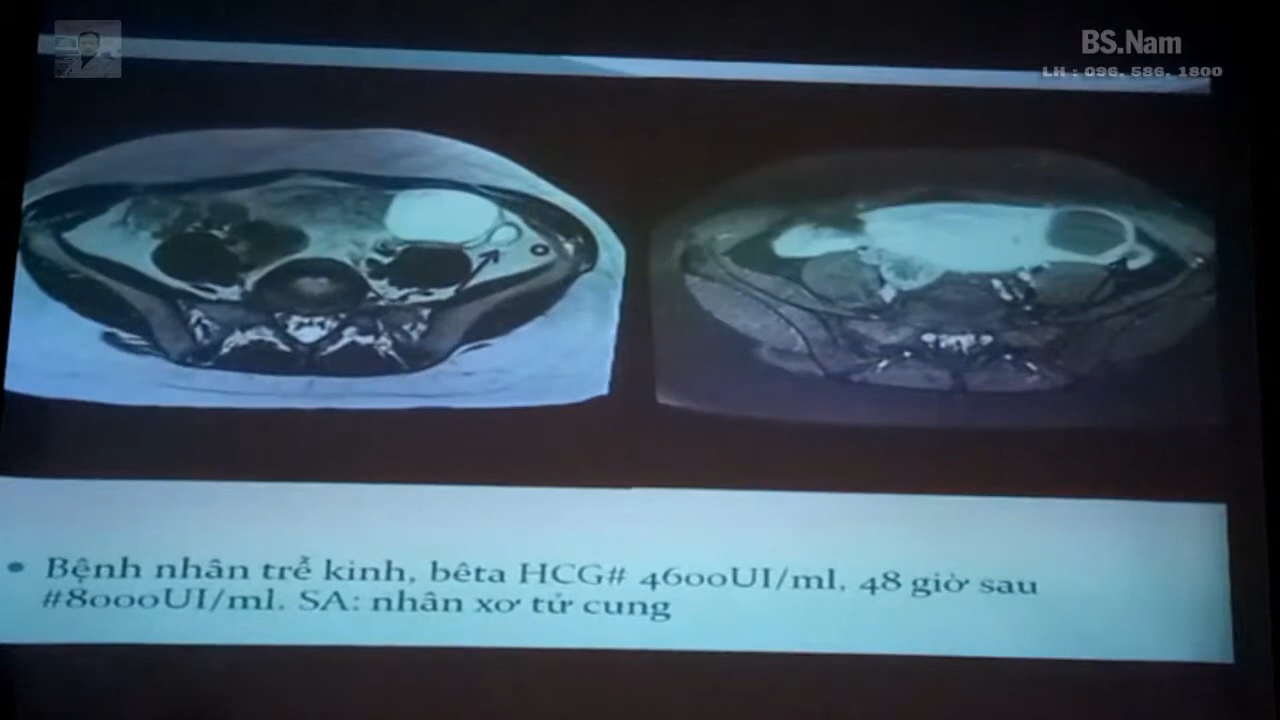 BS.Nam
LH : 096. 586. 1800
Bệnh nhân trễ kinh, bêta HCG# 4600UI/ml, 48 giờ sau
#8000UI/ml. SA: nhân xơ tử cung